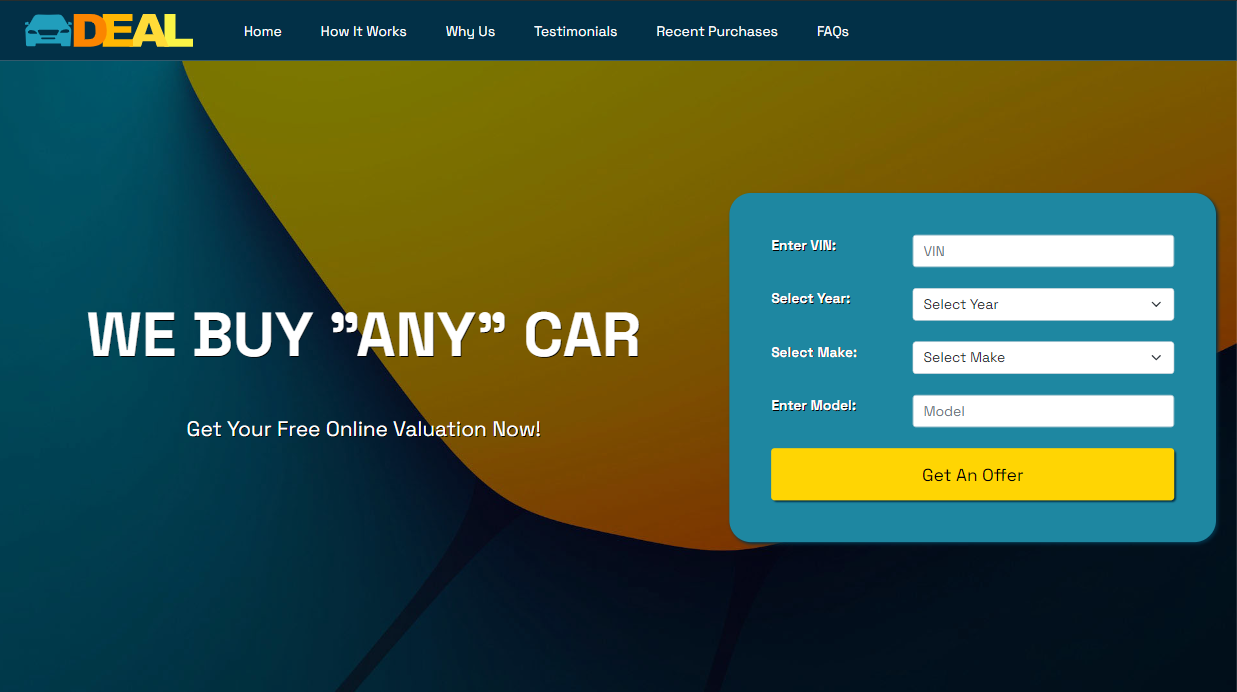 DEAL
Home How It Works Why Us Testimonials Recent Purchases FAQs
WE BUY ”ANY” CAR
Get Your Free Online Valuation Now!
Enter VIN: VIN
Select Year: Select Year
Select Make: Select Make
Enter Model: Model
Get An Offer